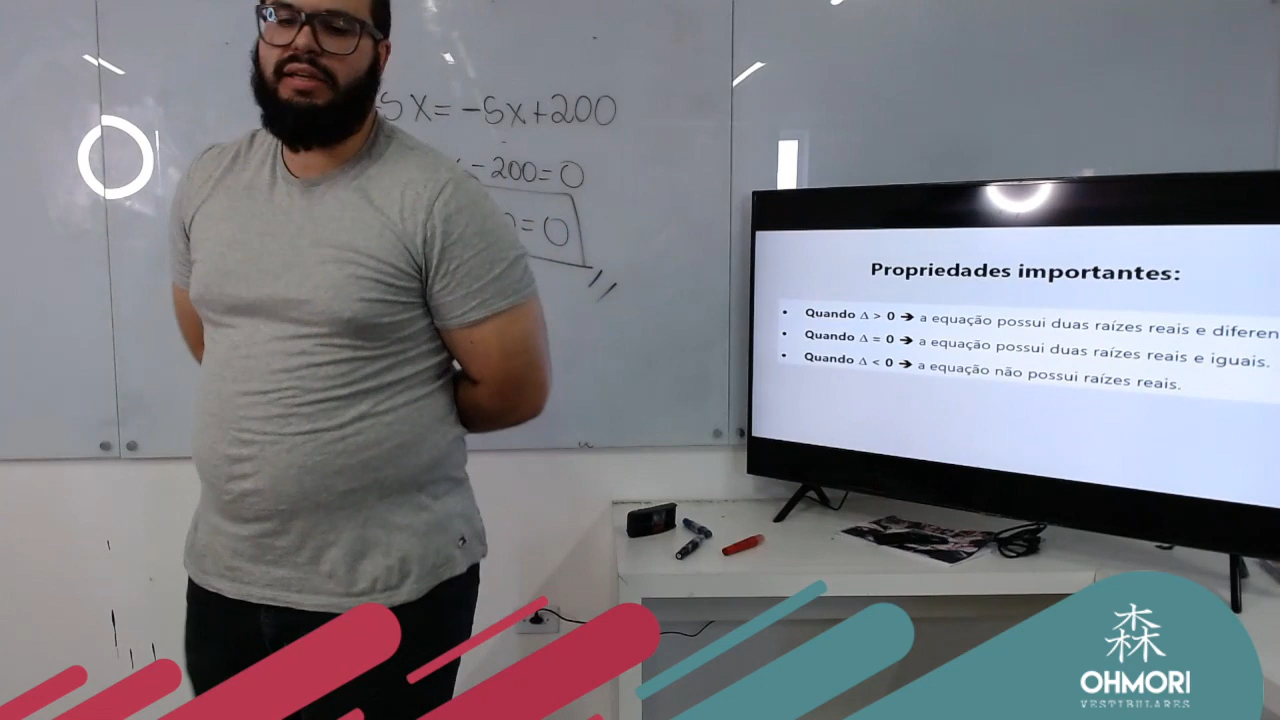 5x = -5x + 200
- 200 = 0
= 0
Propriedades importantes:
• Quando Δ > 0 ➔ a equação possui duas raízes reais e diferen
• Quando Δ = 0 ➔ a equação possui duas raízes reais e iguais.
• Quando Δ < 0 ➔ a equação não possui raízes reais.
森
OHMORI
VESTIBULARES